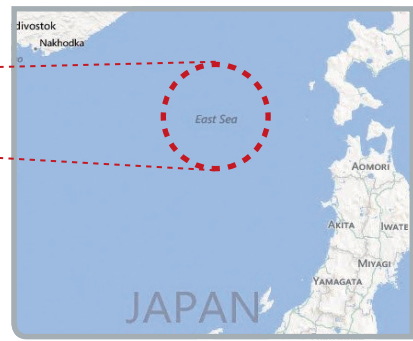 divostok
Nakhodka
East Sea
AOMORI
AKITA
IWATE
MIYAGI
YAMAGATA
JAPAN